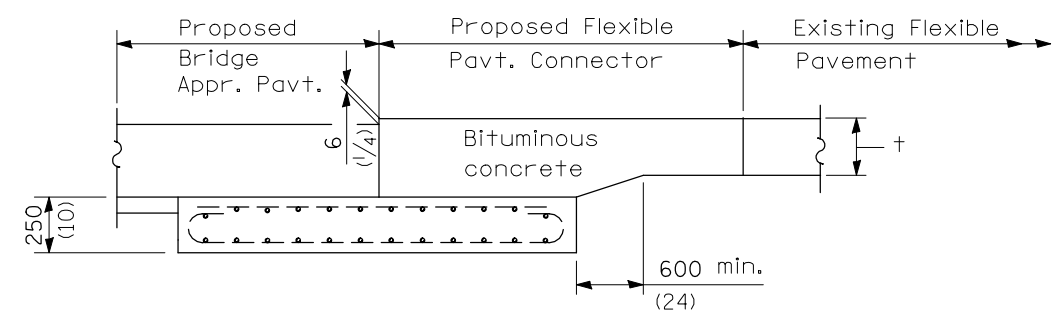 Proposed
Bridge
Appr. Pavt.
Proposed Flexible
Pavt. Connector
Existing Flexible
Pavement
6
(1/4)
Bituminous
concrete
t
250
(10)
600 min.
(24)